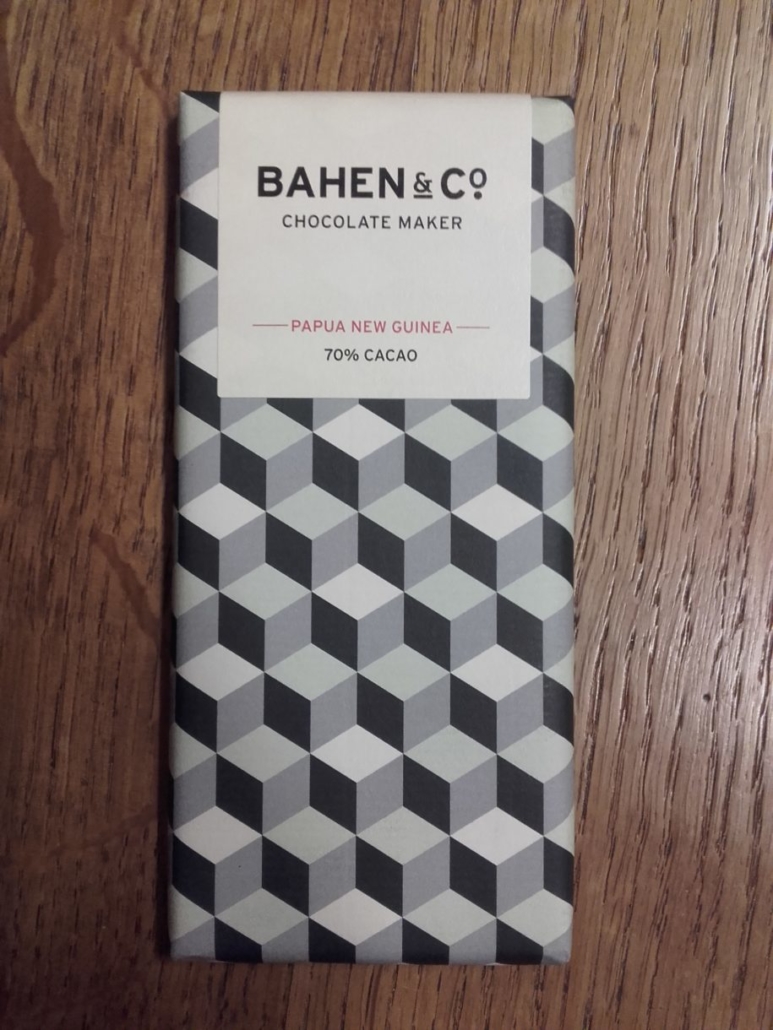 BAHEN & Cº
CHOCOLATE MAKER
PAPUA NEW GUINEA
70% CACAO